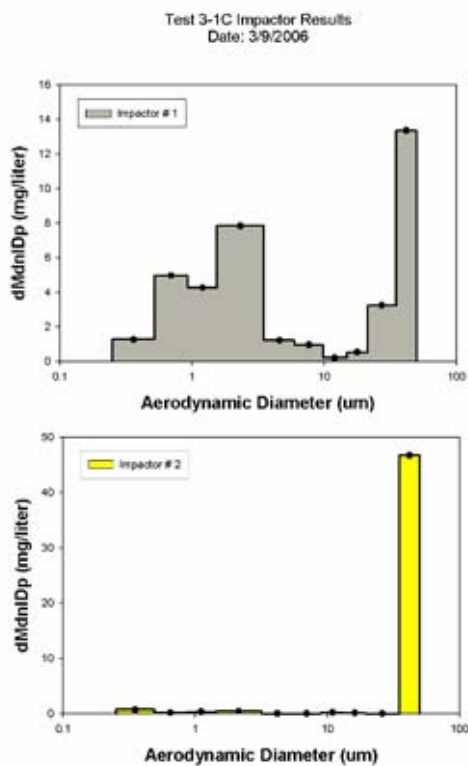 Test 3-1C Impactor Results
Date: 3/9/2006
16
14
12
10
8
6
4
2
0
dMdnlDp (mg/liter)
Impactor # 1
0.1
1
10
100
Aerodynamic Diameter (um)
50
40
30
20
10
0
dMdnlDp (mg/liter)
Impactor # 2
0.1
1
10
100
Aerodynamic Diameter (um)